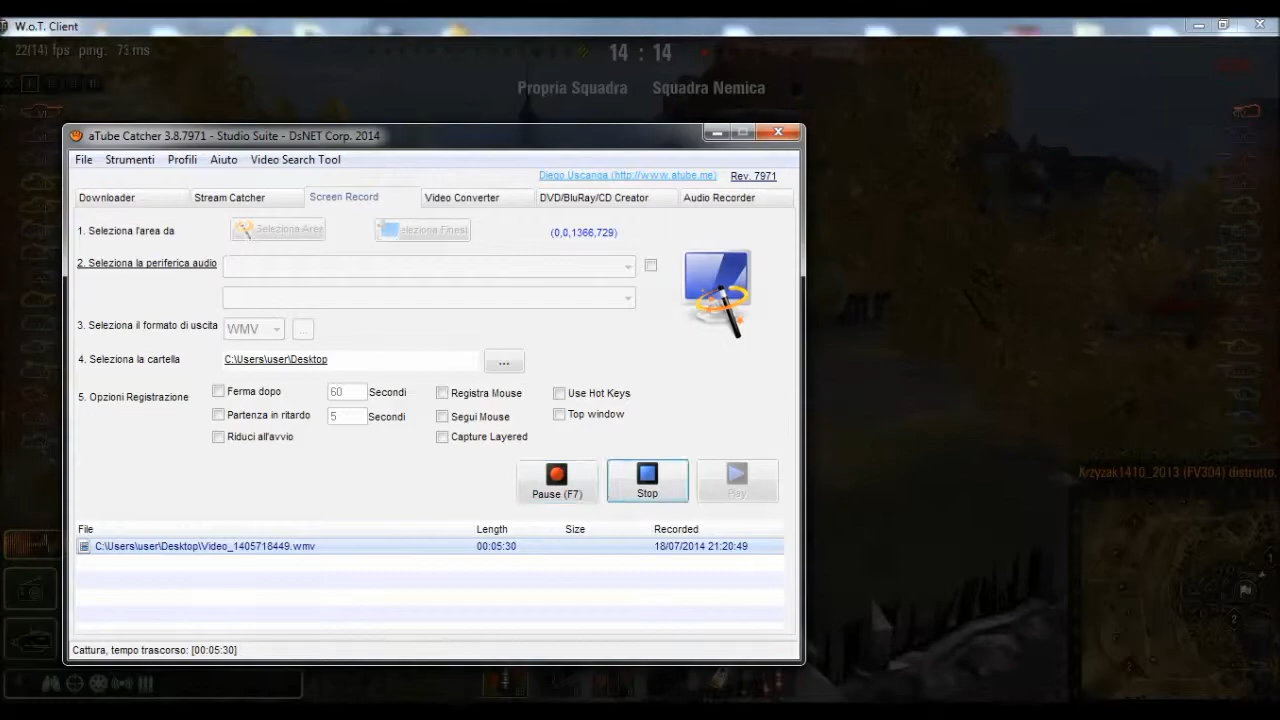 W.o.T. Client
22(14) fps ping: 73 ms
14 : 14
Propria Squadra Squadra Nemica
aTube Catcher 3.8.7971 - Studio Suite - DsNET Corp. 2014
File Strumenti Profili Aiuto Video Search Tool
Diego Uscanga (http://www.atube.me) Rev. 7971
Downloader Stream Catcher Screen Record Video Converter DVD/BluRay/CD Creator Audio Recorder
1. Seleziona l'area da Seleziona Area eleziona Finest (0,0,1366,729)
2. Seleziona la periferica audio
3. Seleziona il formato di uscita WMV ...
4. Seleziona la cartella C:\Users\user\Desktop ...
5. Opzioni Registrazione
Ferma dopo 60 Secondi Registra Mouse Use Hot Keys
Partenza in ritardo 5 Secondi Segui Mouse Top window
Riduci all'avvio Capture Layered
Pause (F7) Stop Play
Krzyzak1410_2013 (FV304) distrutto
File Length Size Recorded
C:\Users\user\Desktop\Video_1405718449.wmv 00:05:30 18/07/2014 21:20:49
Cattura, tempo trascorso: [00:05:30]
1
2